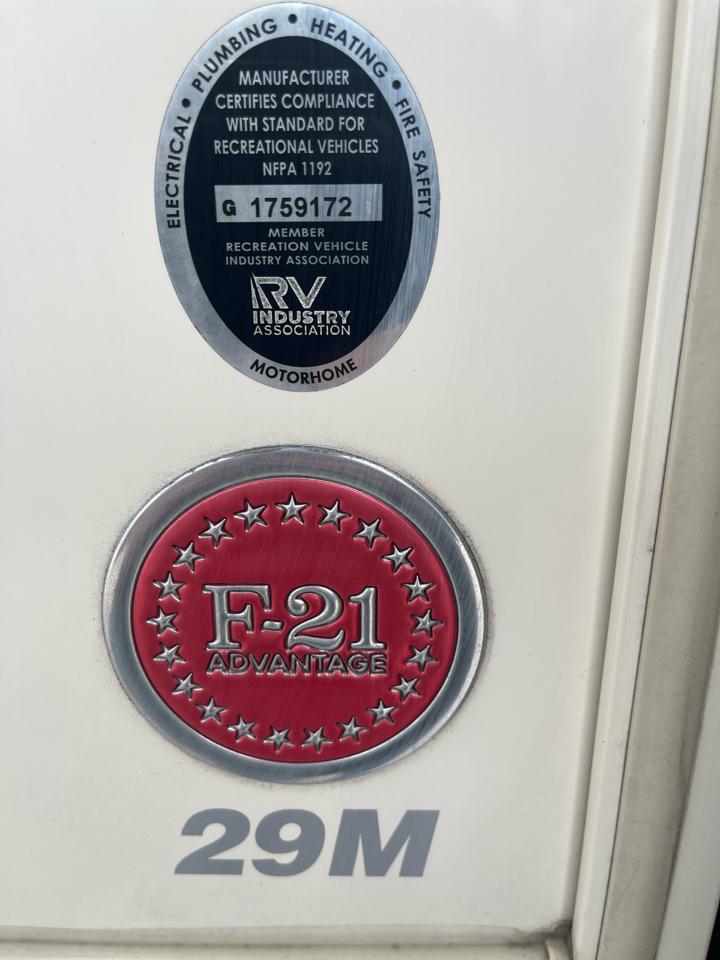 ELECTRICAL • PLUMBING • HEATING • FIRE SAFETY
MANUFACTURER
CERTIFIES COMPLIANCE
WITH STANDARD FOR
RECREATIONAL VEHICLES
NFPA 1192
G 1759172
MEMBER
RECREATION VEHICLE
INDUSTRY ASSOCIATION
RV
INDUSTRY
ASSOCIATION
MOTORHOME
F-21
ADVANTAGE
29M